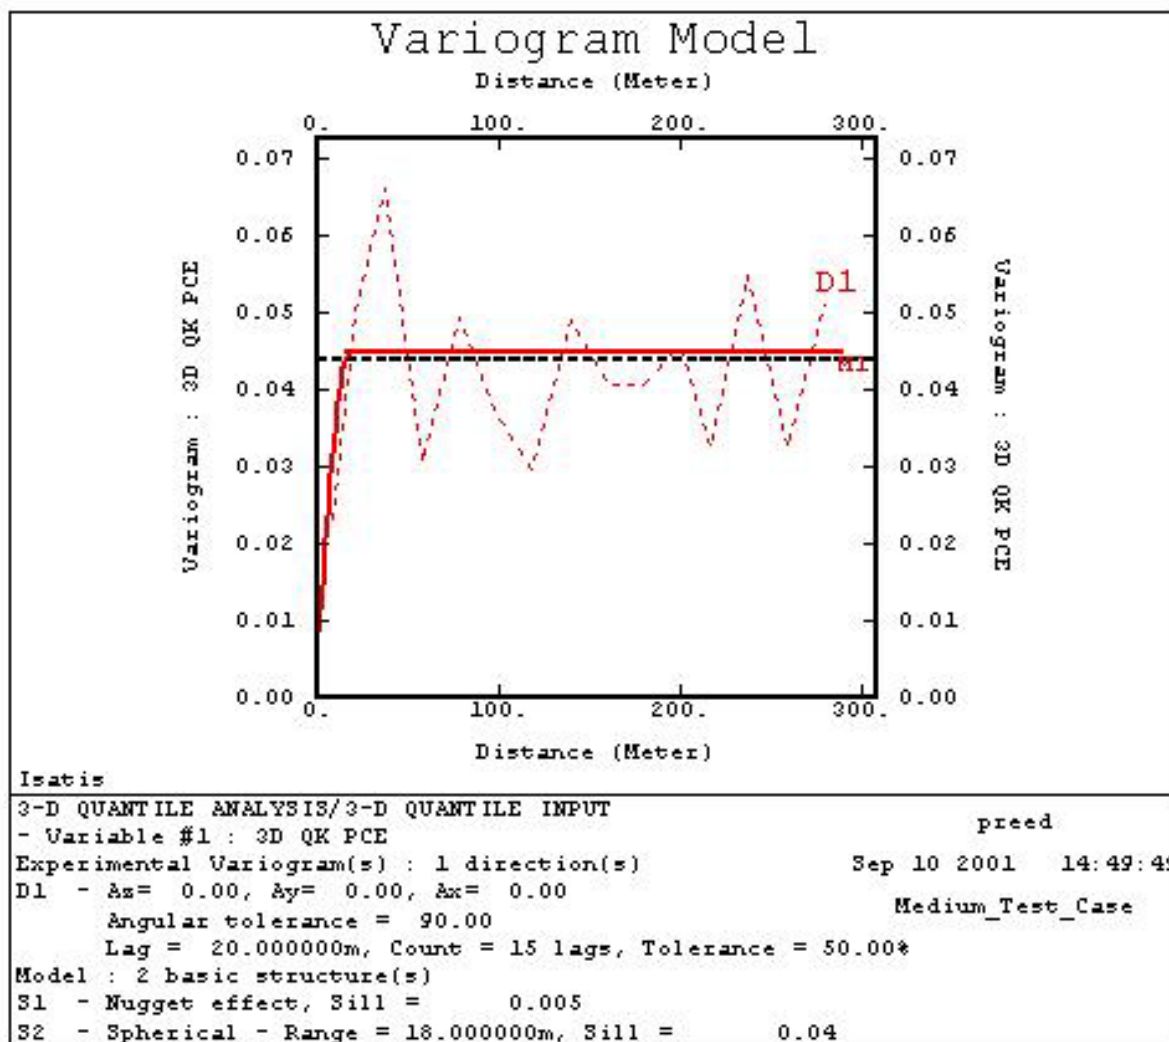 Variogram Model
Distance (Meter)
0. 100. 200. 300.
0.07 0.07
0.06 0.06
0.05 0.05
0.04 0.04
0.03 0.03
0.02 0.02
0.01 0.01
0.00 0.00
Variogram : 3D QK PCE
Variogram : 3D QK PCE
D1
M1
0. 100. 200. 300.
Distance (Meter)
Isatis
3-D QUANTILE ANALYSIS/3-D QUANTILE INPUT
- Variable #1 : 3D QK PCE
Experimental Variogram(s) : 1 direction(s)
D1 - Az= 0.00, Ay= 0.00, Ax= 0.00
Angular tolerance = 90.00
Lag = 20.000000m, Count = 15 lags, Tolerance = 50.00%
Model : 2 basic structure(s)
S1 - Nugget effect, Sill = 0.005
S2 - Spherical - Range = 18.000000m, Sill = 0.04
preed
Sep 10 2001 14:49:49
Medium_Test_Case